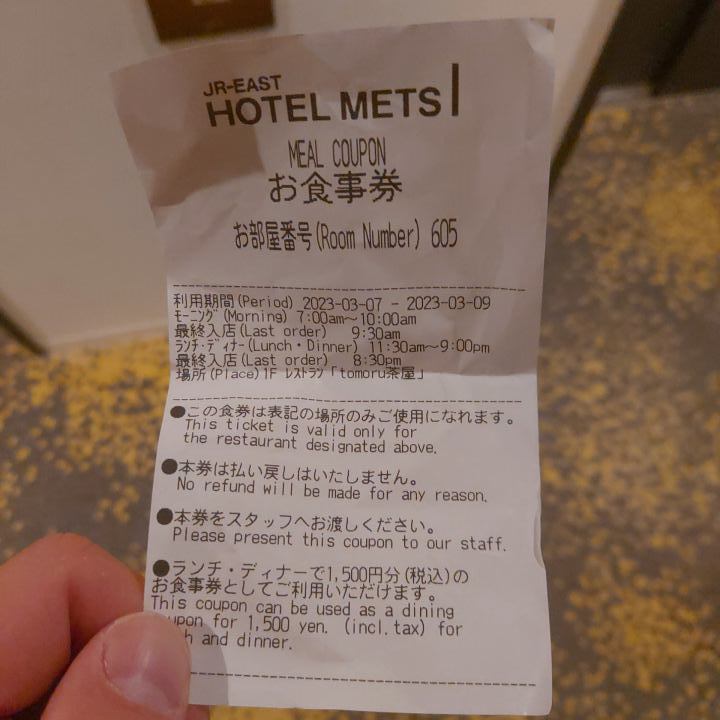 JR-EAST
HOTEL METS
MEAL COUPON
お食事券
お部屋番号(Room Number) 605
利用期間(Period) 2023-03-07 - 2023-03-09
ﾓｰﾆﾝｸﾞ(Morning) 7:00am～10:00am
最終入店(Last order) 9:30am
ﾗﾝﾁ･ﾃﾞｨﾅｰ(Lunch・Dinner) 11:30am～9:00pm
最終入店(Last order) 8:30pm
場所(Place)1F ﾚｽﾄﾗﾝ「tomoru茶屋」
●この食券は表記の場所のみご使用になれます。
This ticket is valid only for
the restaurant designated above.
●本券は払い戻しはいたしません。
No refund will be made for any reason.
●本券をスタッフへお渡しください。
Please present this coupon to our staff.
●ランチ・ディナーで1,500円分(税込)の
お食事券としてご利用いただけます。
This coupon can be used as a dining
upon for 1,500 yen. (incl.tax) for
h and dinner.